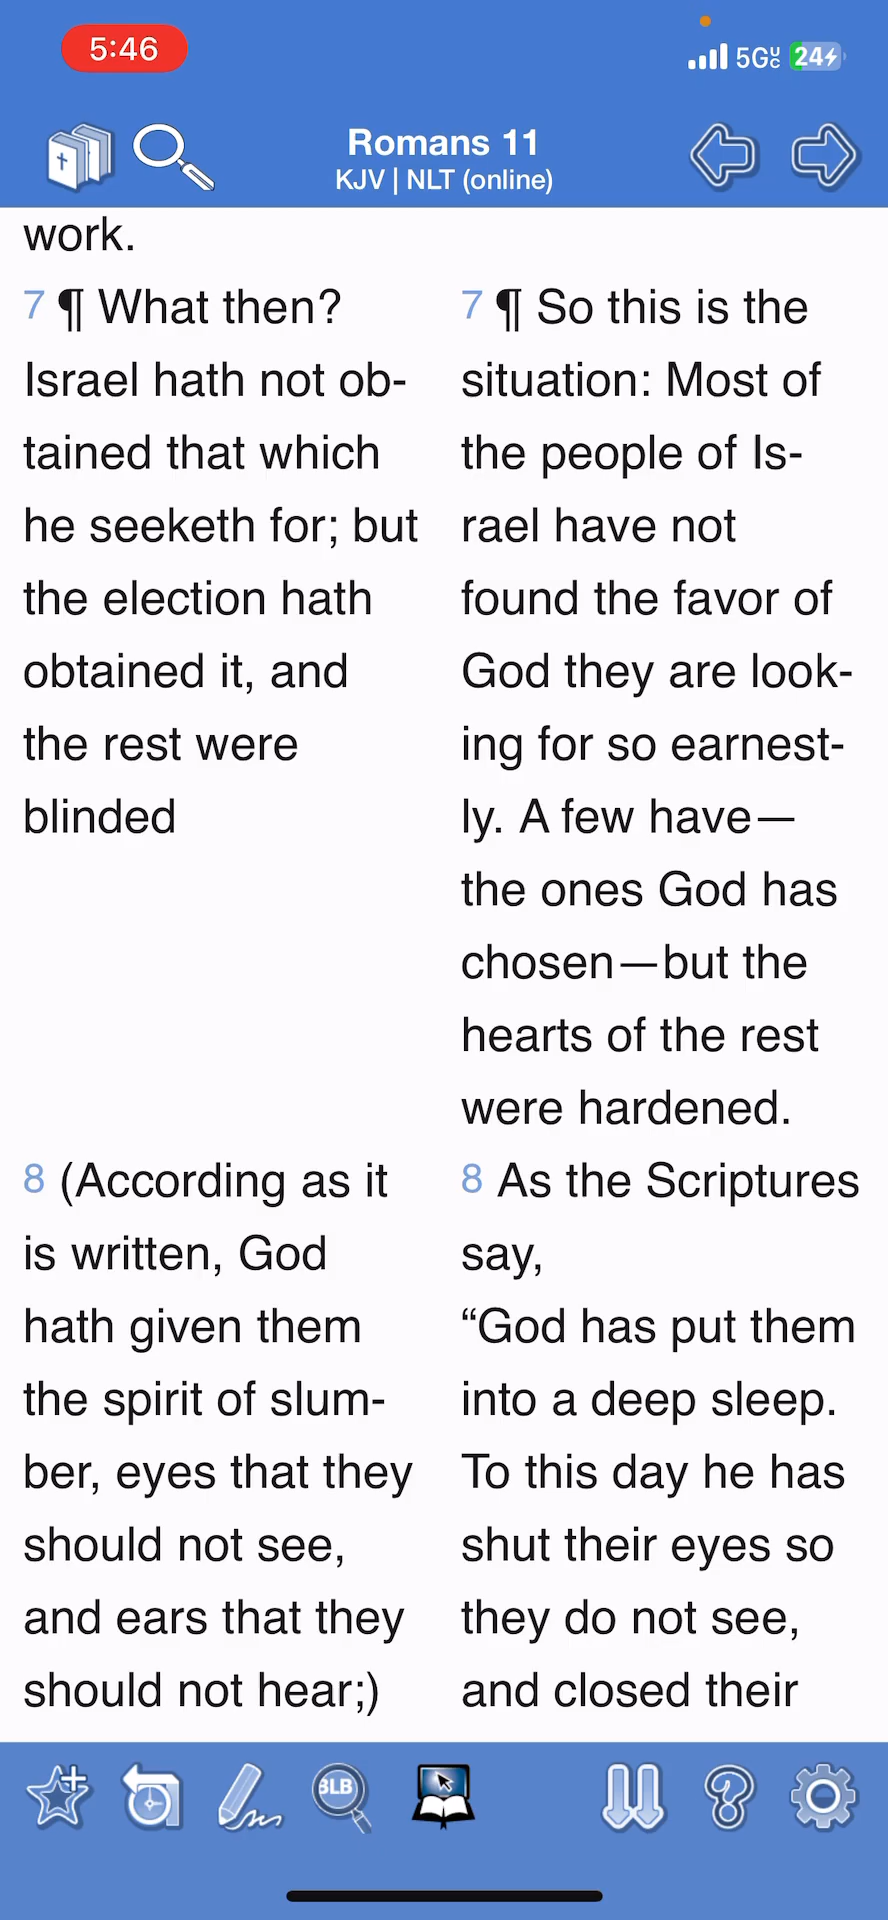 5:46
5GUC 24
Romans 11
KJV | NLT (online)
work.
7 ¶ What then?
Israel hath not ob-
tained that which
he seeketh for; but
the election hath
obtained it, and
the rest were
blinded
8 (According as it
is written, God
hath given them
the spirit of slum-
ber, eyes that they
should not see,
and ears that they
should not hear;)
7 ¶ So this is the
situation: Most of
the people of Is-
rael have not
found the favor of
God they are look-
ing for so earnest-
ly. A few have—
the ones God has
chosen—but the
hearts of the rest
were hardened.
8 As the Scriptures
say,
“God has put them
into a deep sleep.
To this day he has
shut their eyes so
they do not see,
and closed their
BLB